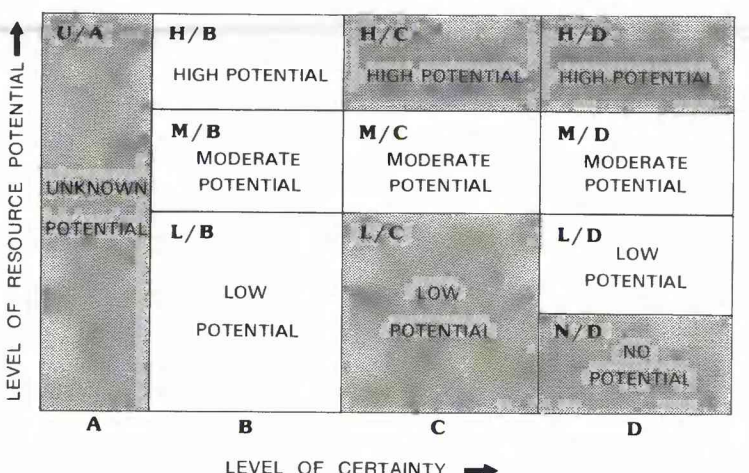 LEVEL OF RESOURCE POTENTIAL
U/A
UNKNOWN
POTENTIAL
H/B
HIGH POTENTIAL
H/C
HIGH POTENTIAL
H/D
HIGH POTENTIAL
M/B
MODERATE
POTENTIAL
M/C
MODERATE
POTENTIAL
M/D
MODERATE
POTENTIAL
L/B
LOW
POTENTIAL
L/C
LOW
POTENTIAL
L/D
LOW
POTENTIAL
N/D
NO
POTENTIAL
A
B
C
D
LEVEL OF CERTAINTY